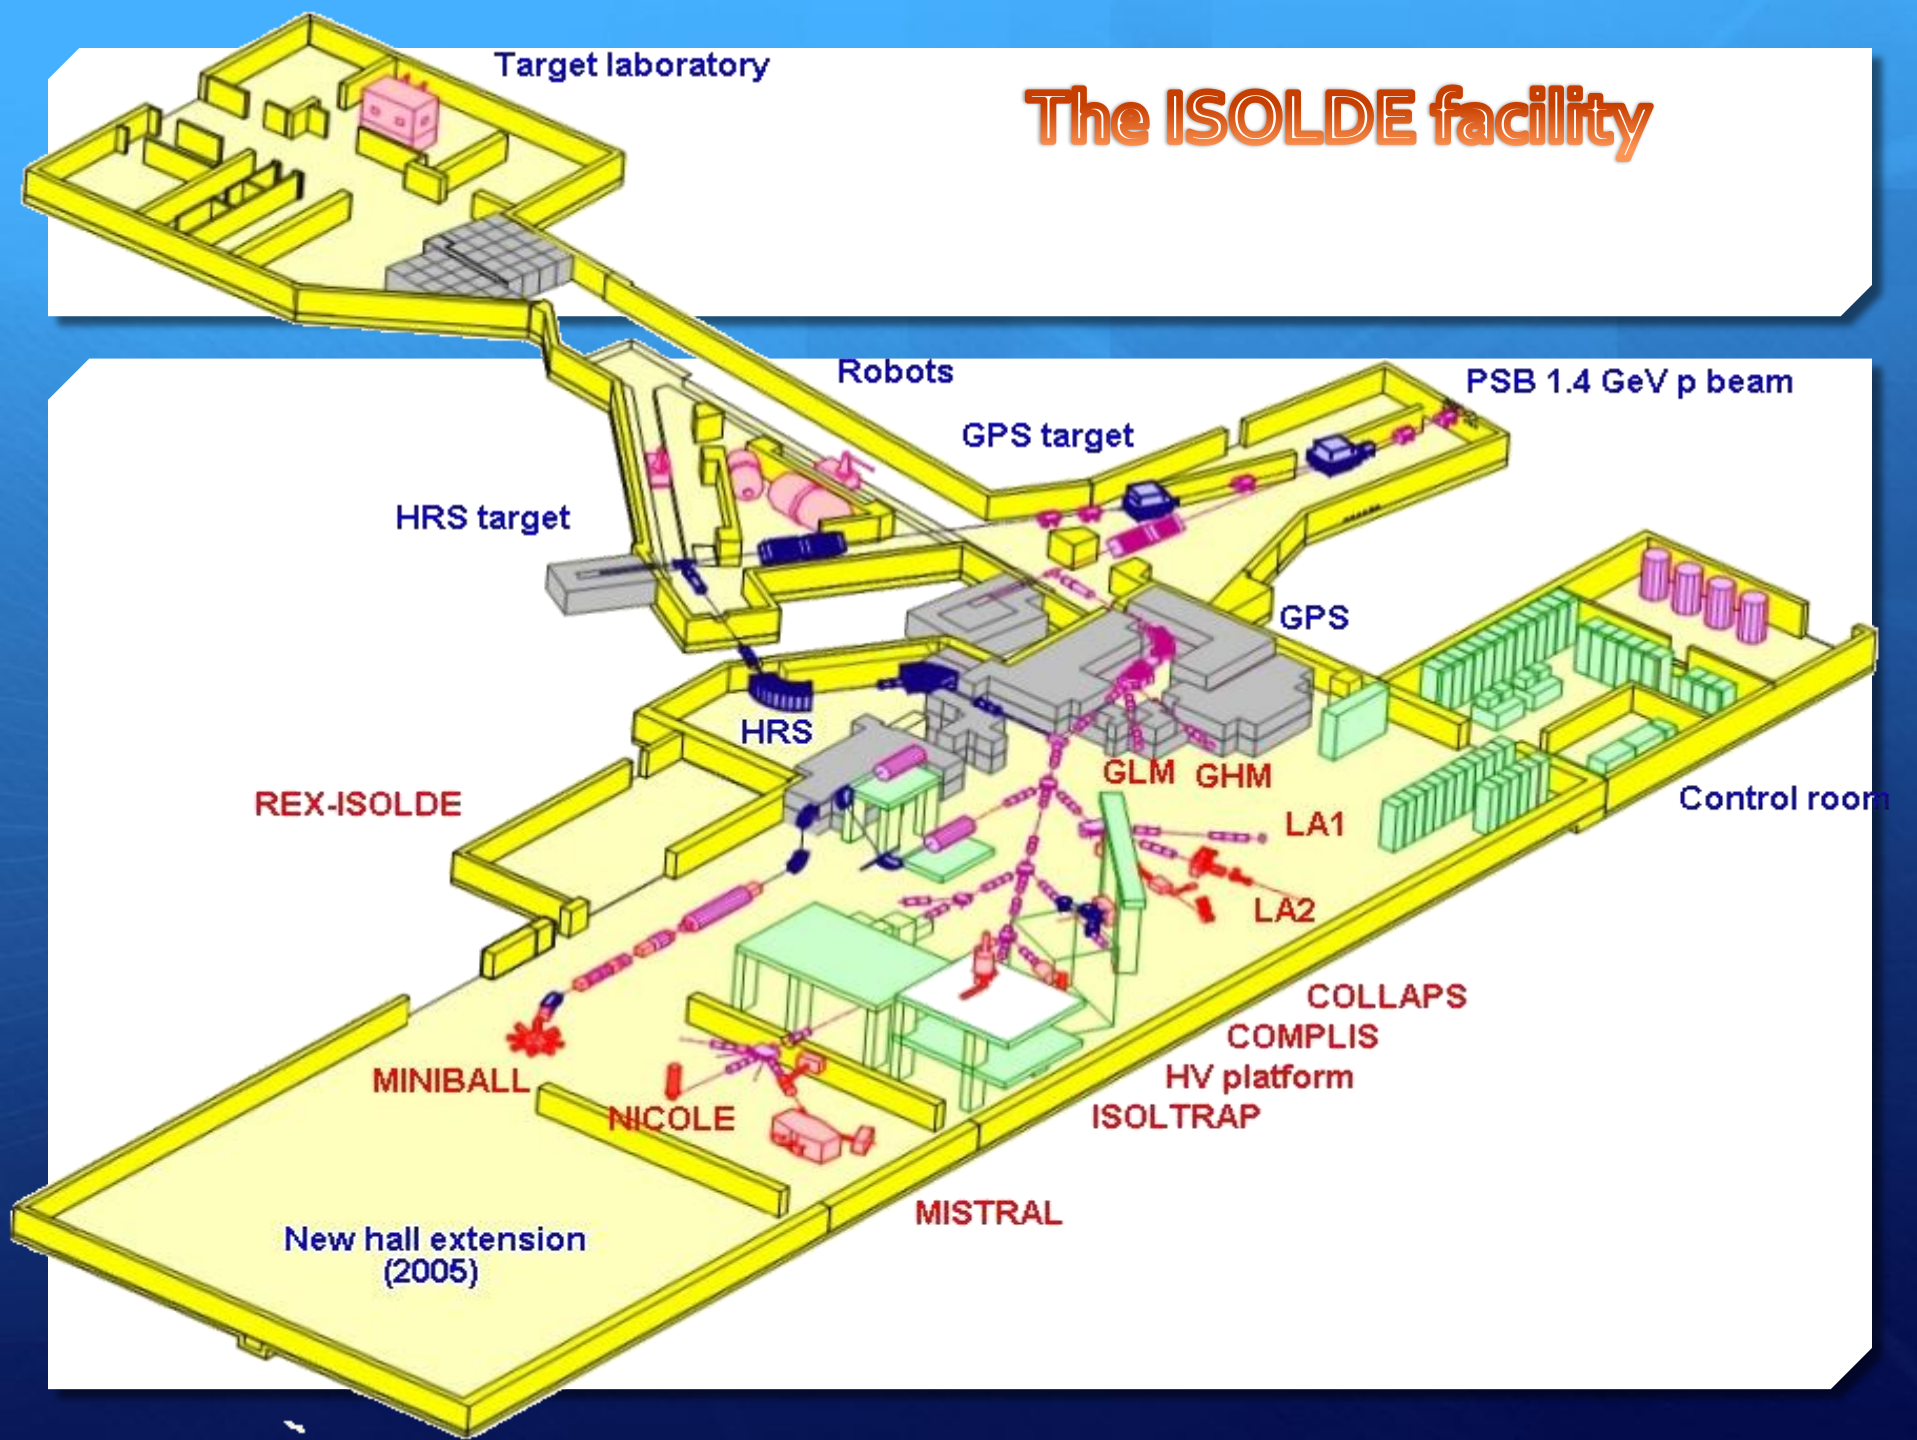 Target laboratory
The ISOLDE facility
Robots
PSB 1.4 GeV p beam
GPS target
HRS target
GPS
HRS
GLM
GHM
REX-ISOLDE
Control room
LA1
LA2
COLLAPS
COMPLIS
HV platform
ISOLTRAP
MINIBALL
NICOLE
MISTRAL
New hall extension
(2005)